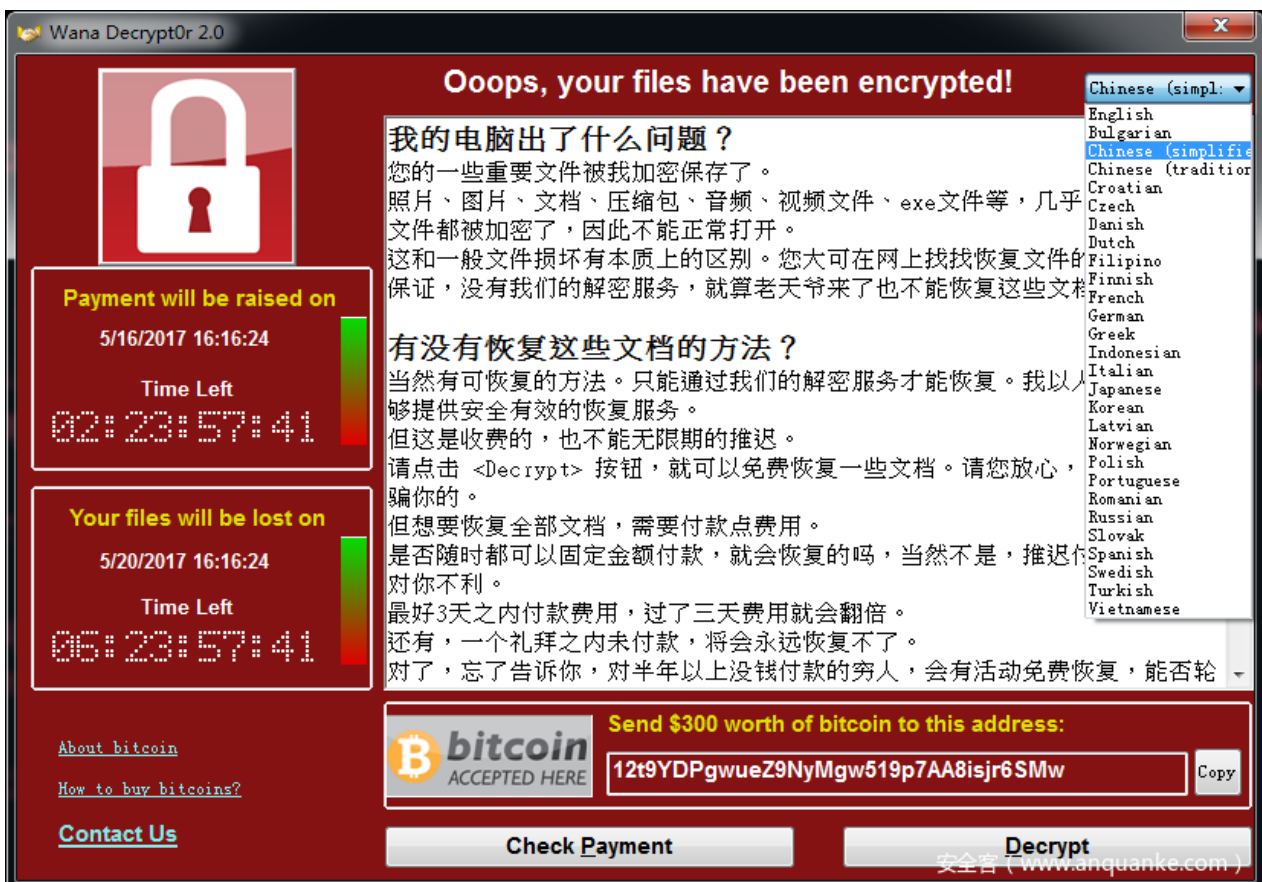 Wana Decrypt0r 2.0
Ooops, your files have been encrypted!
Chinese (simpl:
English
Bulgarian
Chinese (simplifie
Chinese (tradition
Croatian
Czech
Danish
Dutch
Filipino
Finnish
French
German
Greek
Indonesian
Italian
Japanese
Korean
Latvian
Norwegian
Polish
Portuguese
Romanian
Russian
Slovak
Spanish
Swedish
Turkish
Vietnamese
Payment will be raised on
5/16/2017 16:16:24
Time Left
02:23:57:41
Your files will be lost on
5/20/2017 16:16:24
Time Left
06:23:57:41
About bitcoin
How to buy bitcoins?
Contact Us
我的电脑出了什么问题？
您的一些重要文件被我加密保存了。
照片、图片、文档、压缩包、音频、视频文件、exe文件等，几乎
文件都被加密了，因此不能正常打开。
这和一般文件损坏有本质上的区别。您大可在网上找找恢复文件的
保证，没有我们的解密服务，就算老天爷来了也不能恢复这些文档
有没有恢复这些文档的方法？
当然有可恢复的方法。只能通过我们的解密服务才能恢复。我以人
够提供安全有效的恢复服务。
但这是收费的，也不能无限期的推迟。
请点击 <Decrypt> 按钮，就可以免费恢复一些文档。请您放心，
骗你的。
但想要恢复全部文档，需要付款点费用。
是否随时都可以固定金额付款，就会恢复的吗，当然不是，推迟付
对你不利。
最好3天之内付款费用，过了三天费用就会翻倍。
还有，一个礼拜之内未付款，将会永远恢复不了。
对了，忘了告诉你，对半年以上没钱付款的穷人，会有活动免费恢复，能否轮
bitcoin
ACCEPTED HERE
Send $300 worth of bitcoin to this address:
12t9YDPgwueZ9NyMgw519p7AA8isjr6SMw
Copy
Check Payment
Decrypt
安全客（www.anquanke.com）